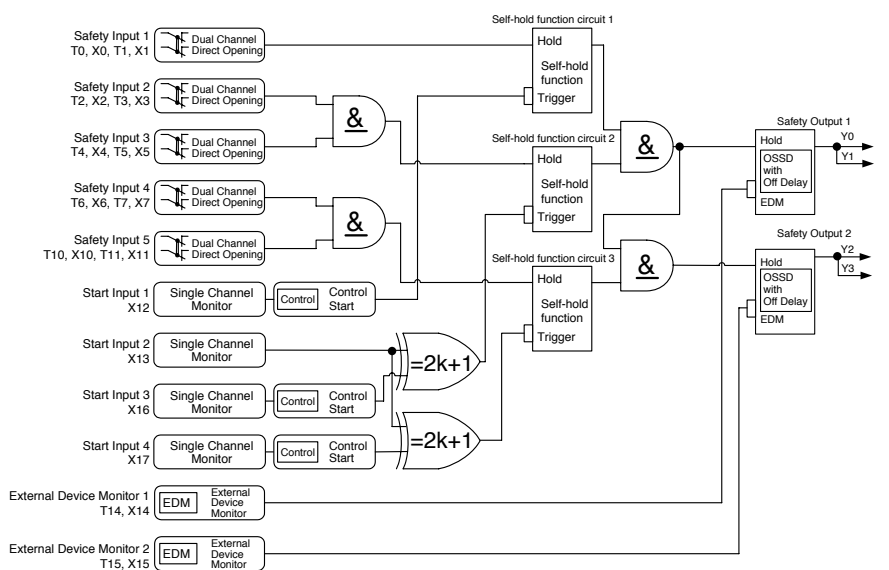 Self-hold function circuit 1
Safety Input 1
T0, X0, T1, X1
Dual Channel
Direct Opening
Hold
Self-hold
function
Trigger
Safety Input 2
T2, X2, T3, X3
Dual Channel
Direct Opening
&
Safety Input 3
T4, X4, T5, X5
Dual Channel
Direct Opening
Self-hold function circuit 2
Hold
Self-hold
function
Trigger
&
Safety Output 1
Hold
OSSD
with
Off Delay
EDM
Y0
Y1
Safety Input 4
T6, X6, T7, X7
Dual Channel
Direct Opening
&
Safety Input 5
T10, X10, T11, X11
Dual Channel
Direct Opening
Self-hold function circuit 3
Hold
Self-hold
function
Trigger
&
Safety Output 2
Hold
OSSD
with
Off Delay
EDM
Y2
Y3
Start Input 1
X12
Single Channel
Monitor
Control
Control
Start
Start Input 2
X13
Single Channel
Monitor
=2k+1
Start Input 3
X16
Single Channel
Monitor
Control
Control
Start
Start Input 4
X17
Single Channel
Monitor
Control
Control
Start
=2k+1
External Device Monitor 1
T14, X14
EDM
External
Device
Monitor
External Device Monitor 2
T15, X15
EDM
External
Device
Monitor